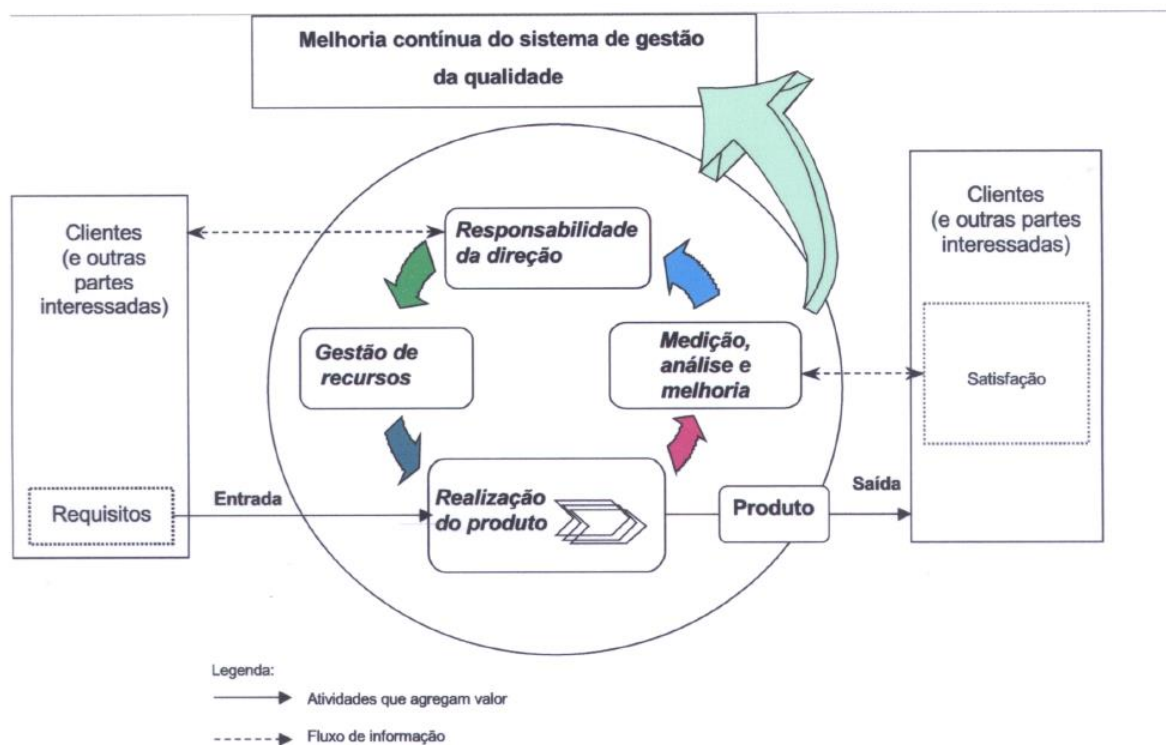 Melhoria contínua do sistema de gestão
da qualidade
Clientes
(e outras
partes
interessadas)
Requisitos
Entrada
Responsabilidade
da direção
Gestão de
recursos
Medição,
análise e
melhoria
Realização
do produto
Produto
Saída
Clientes
(e outras partes
interessadas)
Satisfação
Legenda:
Atividades que agregam valor
Fluxo de informação